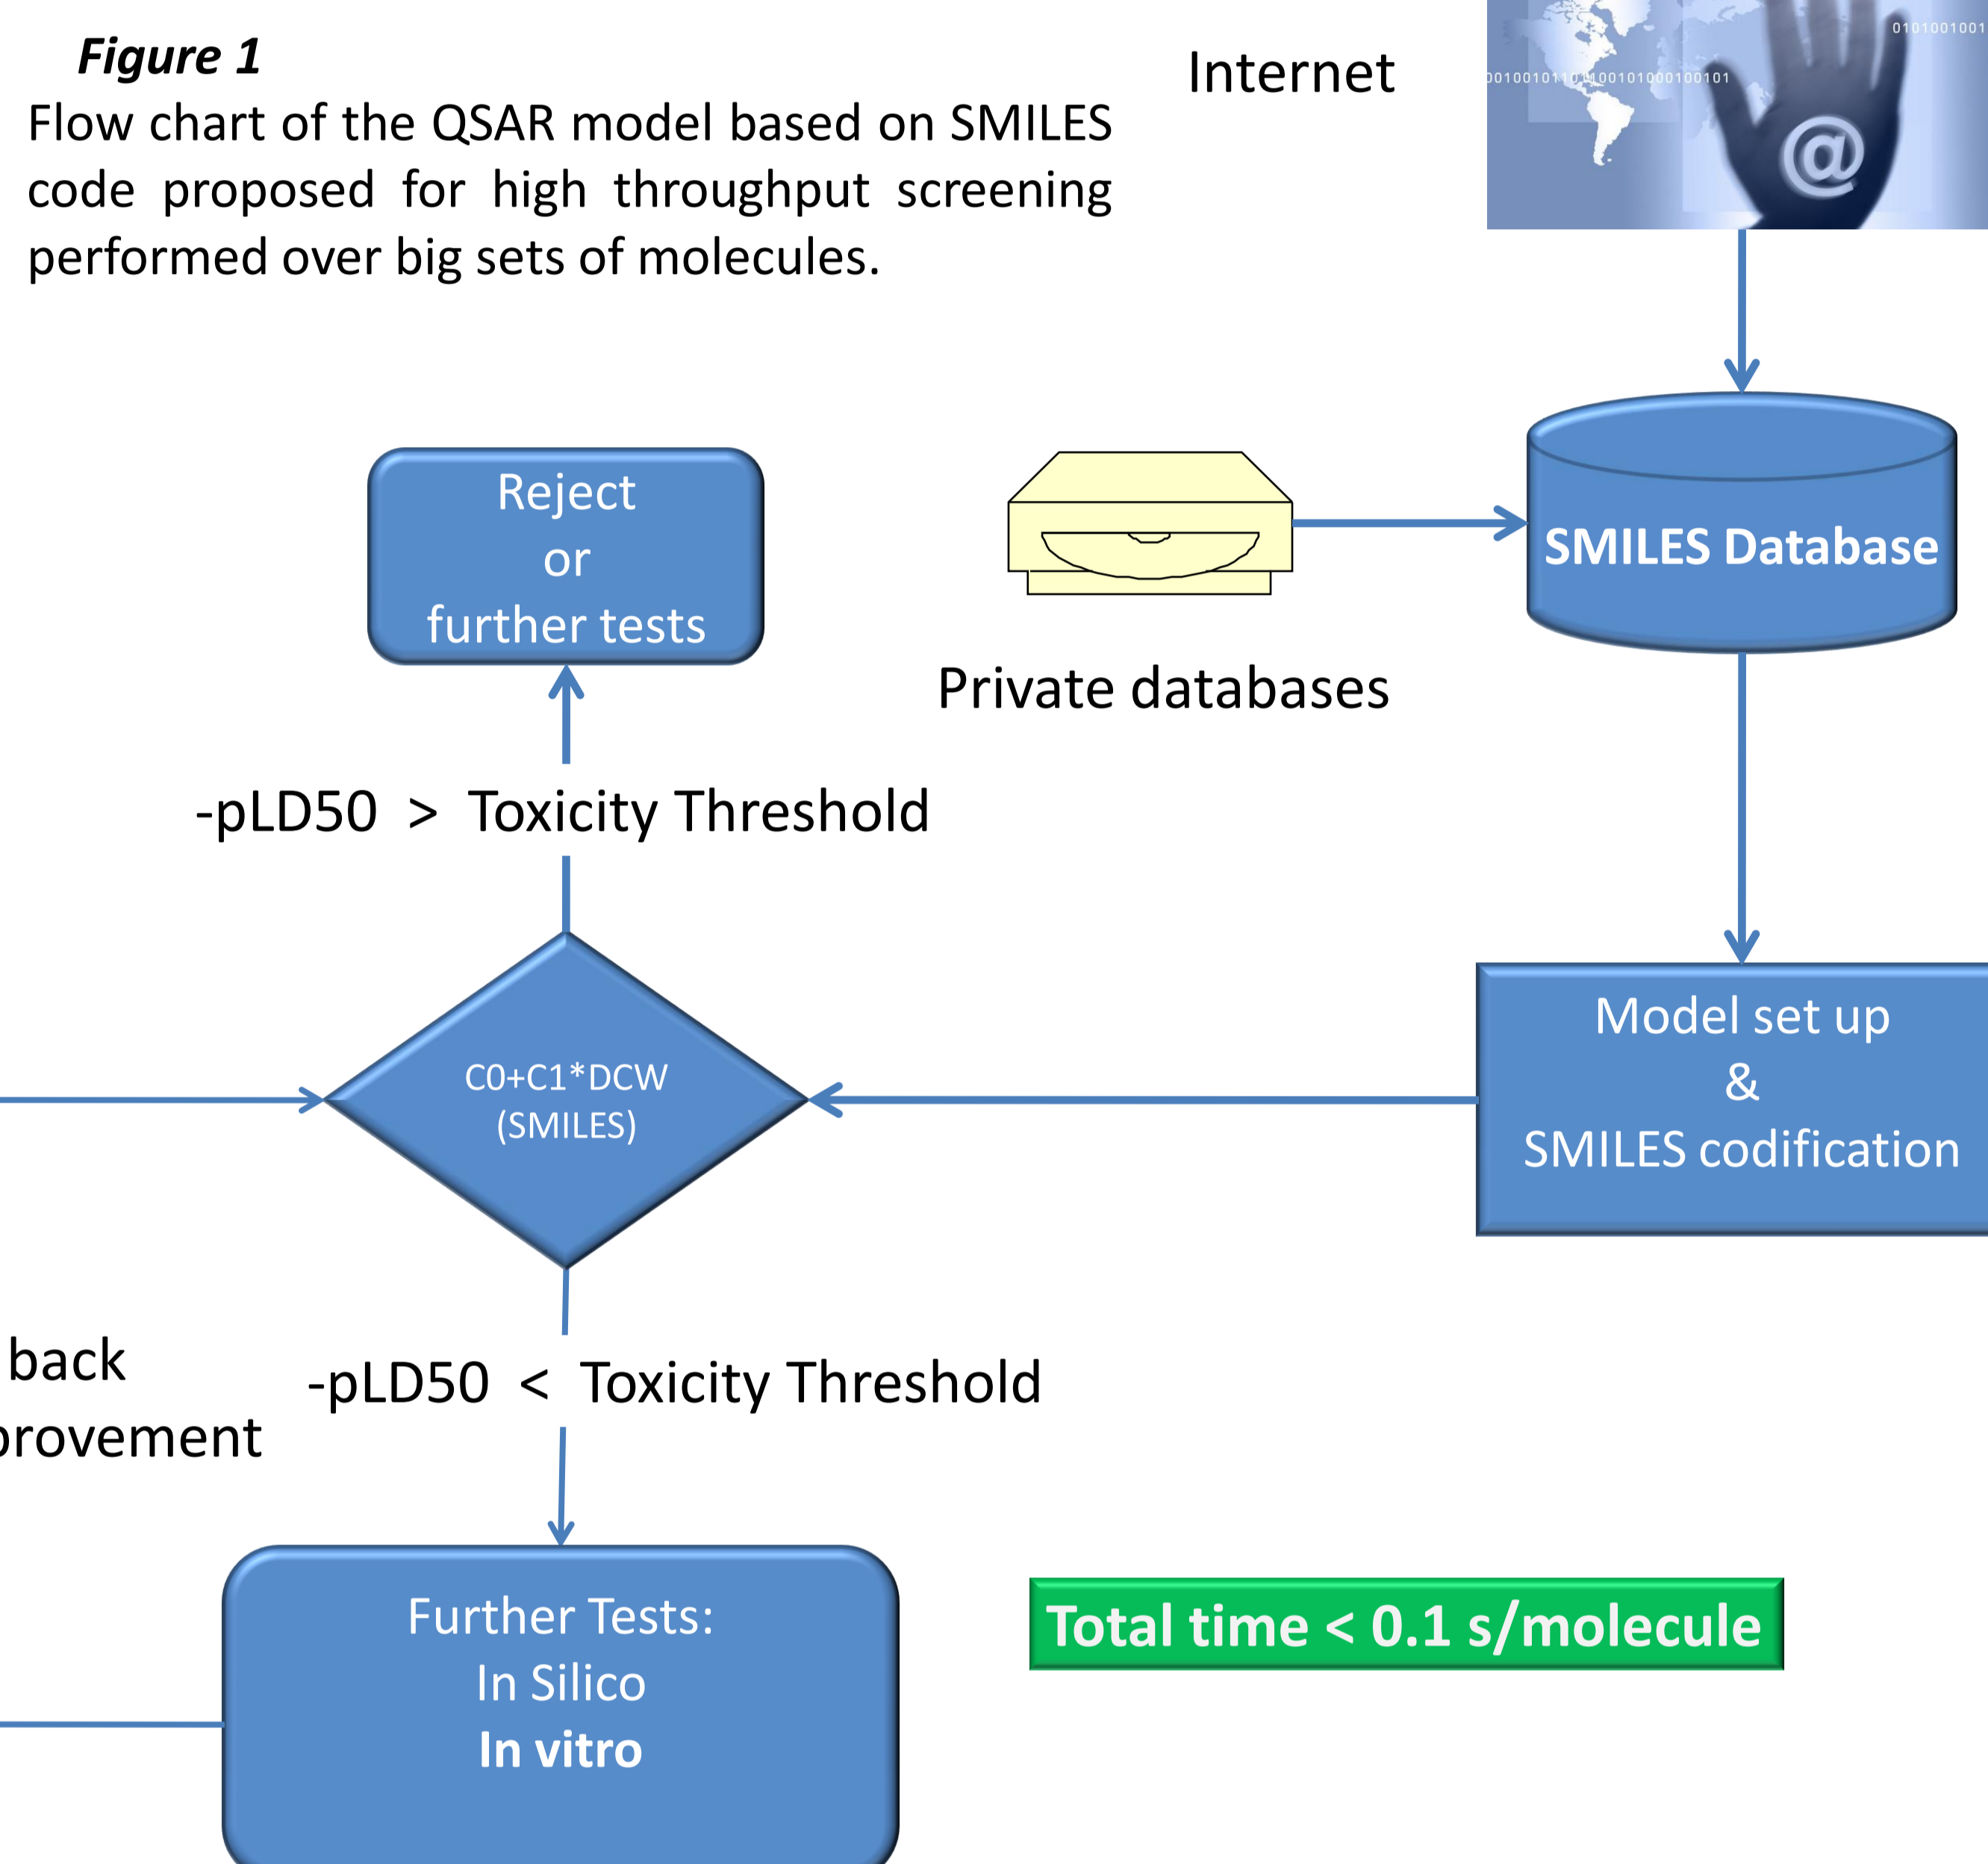 Figure 1
Flow chart of the QSAR model based on SMILES
code proposed for high throughput screening
performed over big sets of molecules.
Internet
0101001001
@
SMILES Database
Private databases
Reject
or
further tests
-pLD50 > Toxicity Threshold
C0+C1*DCW
(SMILES)
Model set up
&
SMILES codification
back
provement
-pLD50 < Toxicity Threshold
Further Tests:
In Silico
In vitro
Total time < 0.1 s/molecule